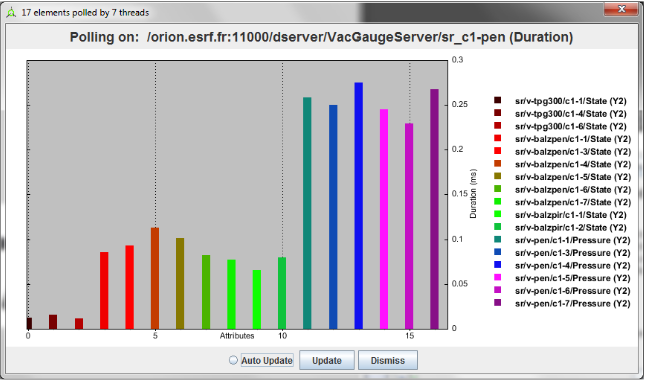 17 elements polled by 7 threads
Polling on: /orion.esrf.fr:11000/dserver/VacGaugeServer/sr_c1-pen (Duration)
0.3
0.25
0.2
0.15
0.1
0.05
0
Duration (ms)
0
5
Attributes
10
15
sr/v-tpg300/c1-1/State (Y2)
sr/v-tpg300/c1-4/State (Y2)
sr/v-tpg300/c1-6/State (Y2)
sr/v-balzpen/c1-1/State (Y2)
sr/v-balzpen/c1-3/State (Y2)
sr/v-balzpen/c1-4/State (Y2)
sr/v-balzpen/c1-5/State (Y2)
sr/v-balzpen/c1-6/State (Y2)
sr/v-balzpen/c1-7/State (Y2)
sr/v-balzpir/c1-1/State (Y2)
sr/v-balzpir/c1-2/State (Y2)
sr/v-pen/c1-1/Pressure (Y2)
sr/v-pen/c1-3/Pressure (Y2)
sr/v-pen/c1-4/Pressure (Y2)
sr/v-pen/c1-5/Pressure (Y2)
sr/v-pen/c1-6/Pressure (Y2)
sr/v-pen/c1-7/Pressure (Y2)
Auto Update
Update
Dismiss